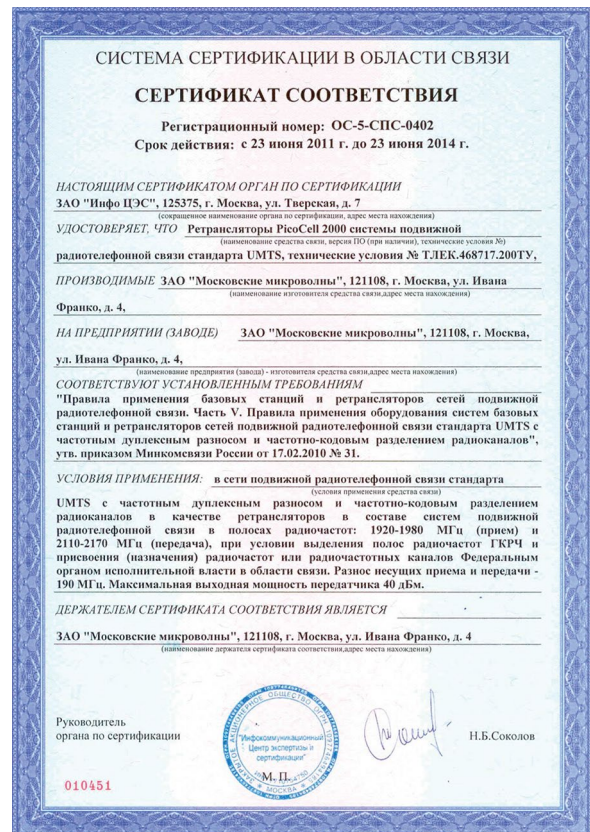 СИСТЕМА СЕРТИФИКАЦИИ В ОБЛАСТИ СВЯЗИ
СЕРТИФИКАТ СООТВЕТСТВИЯ
Регистрационный номер: ОС-5-СПС-0402
Срок действия: с 23 июня 2011 г. до 23 июня 2014 г.
НАСТОЯЩИМ СЕРТИФИКАТОМ ОРГАН ПО СЕРТИФИКАЦИИ
ЗАО "Инфо ЦЭС", 125375, г. Москва, ул. Тверская, д. 7
(сокращенное наименование органа по сертификации, адрес места нахождения)
УДОСТОВЕРЯЕТ, ЧТО Ретрансляторы PicoCell 2000 системы подвижной
(наименование средства связи, версия ПО (при наличии), технические условия №)
радиотелефонной связи стандарта UMTS, технические условия № ТЛЕК.468717.200ТУ,
ПРОИЗВОДИМЫЕ ЗАО "Московские микроволны", 121108, г. Москва, ул. Ивана
(наименование изготовителя средства связи,адрес места нахождения)
Франко, д. 4,
НА ПРЕДПРИЯТИИ (ЗАВОДЕ) ЗАО "Московские микроволны", 121108, г. Москва,
ул. Ивана Франко, д. 4,
(наименование предприятия (завода) - изготовителя средства связи,адрес места нахождения)
СООТВЕТСТВУЮТ УСТАНОВЛЕННЫМ ТРЕБОВАНИЯМ
"Правила применения базовых станций и ретрансляторов сетей подвижной
радиотелефонной связи. Часть V. Правила применения оборудования систем базовых
станций и ретрансляторов сетей подвижной радиотелефонной связи стандарта UMTS с
частотным дуплексным разносом и частотно-кодовым разделением радиоканалов",
утв. приказом Минкомсвязи России от 17.02.2010 № 31.
УСЛОВИЯ ПРИМЕНЕНИЯ: в сети подвижной радиотелефонной связи стандарта
(условия применения средства связи)
UMTS с частотным дуплексным разносом и частотно-кодовым разделением
радиоканалов в качестве ретрансляторов в составе систем подвижной
радиотелефонной связи в полосах радиочастот: 1920-1980 МГц (прием) и
2110-2170 МГц (передача), при условии выделения полос радиочастот ГКРЧ и
присвоения (назначения) радиочастот или радиочастотных каналов Федеральным
органом исполнительной власти в области связи. Разнос несущих приема и передачи -
190 МГц. Максимальная выходная мощность передатчика 40 дБм.
ДЕРЖАТЕЛЕМ СЕРТИФИКАТА СООТВЕТСТВИЯ ЯВЛЯЕТСЯ
ЗАО "Московские микроволны", 121108, г. Москва, ул. Ивана Франко, д. 4
(наименование держателя сертификата соответствия,адрес места нахождения)
Руководитель
органа по сертификации
Н.Б.Соколов
ЗАКРЫТОЕ АКЦИОНЕРНОЕ ОБЩЕСТВО
"Инфокоммуникационный
Центр экспертизы и
сертификации"
МОСКВА
М. П.
010451